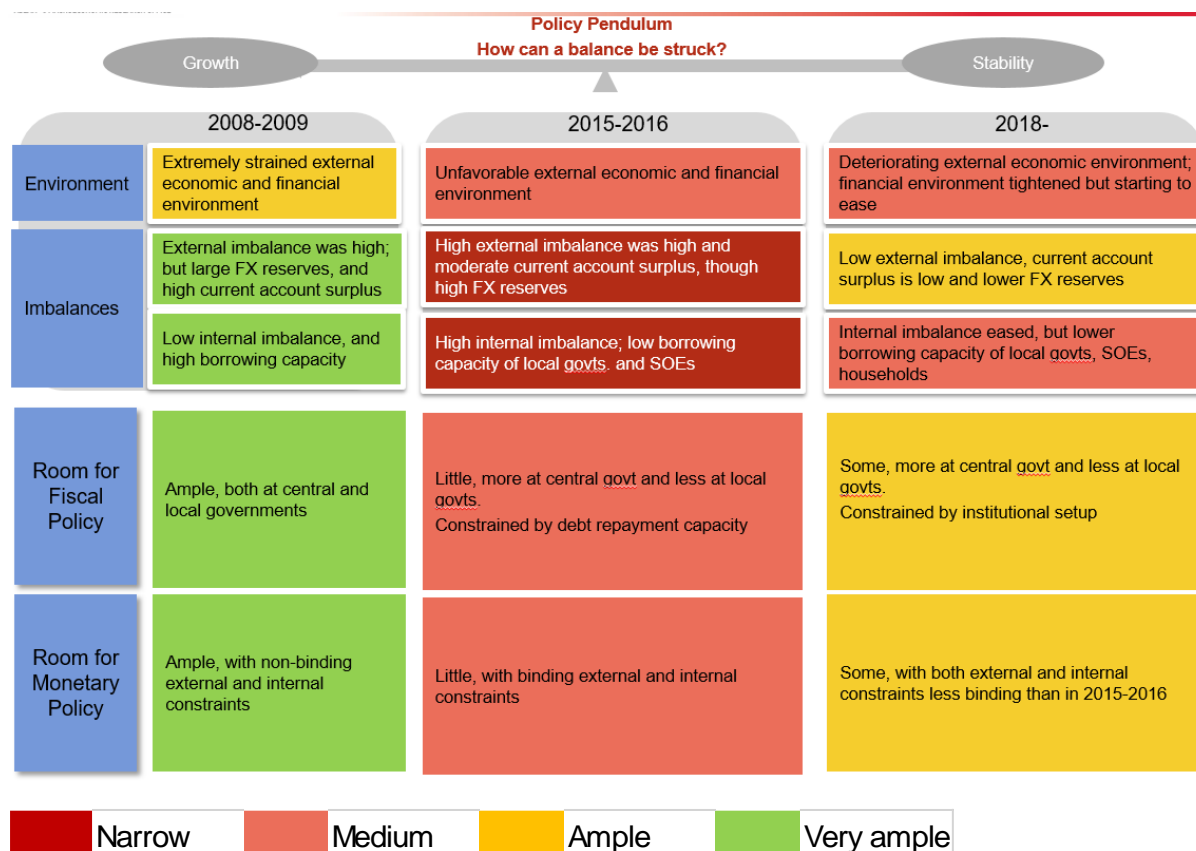 Policy Pendulum
How can a balance be struck?
Growth
Stability
2008-2009
2015-2016
2018-
Environment
Extremely strained external
economic and financial
environment
Unfavorable external economic and financial
environment
Deteriorating external economic environment;
financial environment tightened but starting to
ease
Imbalances
External imbalance was high;
but large FX reserves, and
high current account surplus
High external imbalance was high and
moderate current account surplus, though
high FX reserves
Low external imbalance, current account
surplus is low and lower FX reserves
Low internal imbalance, and
high borrowing capacity
High internal imbalance; low borrowing
capacity of local govts. and SOEs
Internal imbalance eased, but lower
borrowing capacity of local govts, SOEs,
households
Room for
Fiscal
Policy
Ample, both at central and
local governments
Little, more at central govt and less at local
govts.
Constrained by debt repayment capacity
Some, more at central govt and less at local
govts.
Constrained by institutional setup
Room for
Monetary
Policy
Ample, with non-binding
external and internal
constraints
Little, with binding external and internal
constraints
Some, with both external and internal
constraints less binding than in 2015-2016
Narrow
Medium
Ample
Very ample